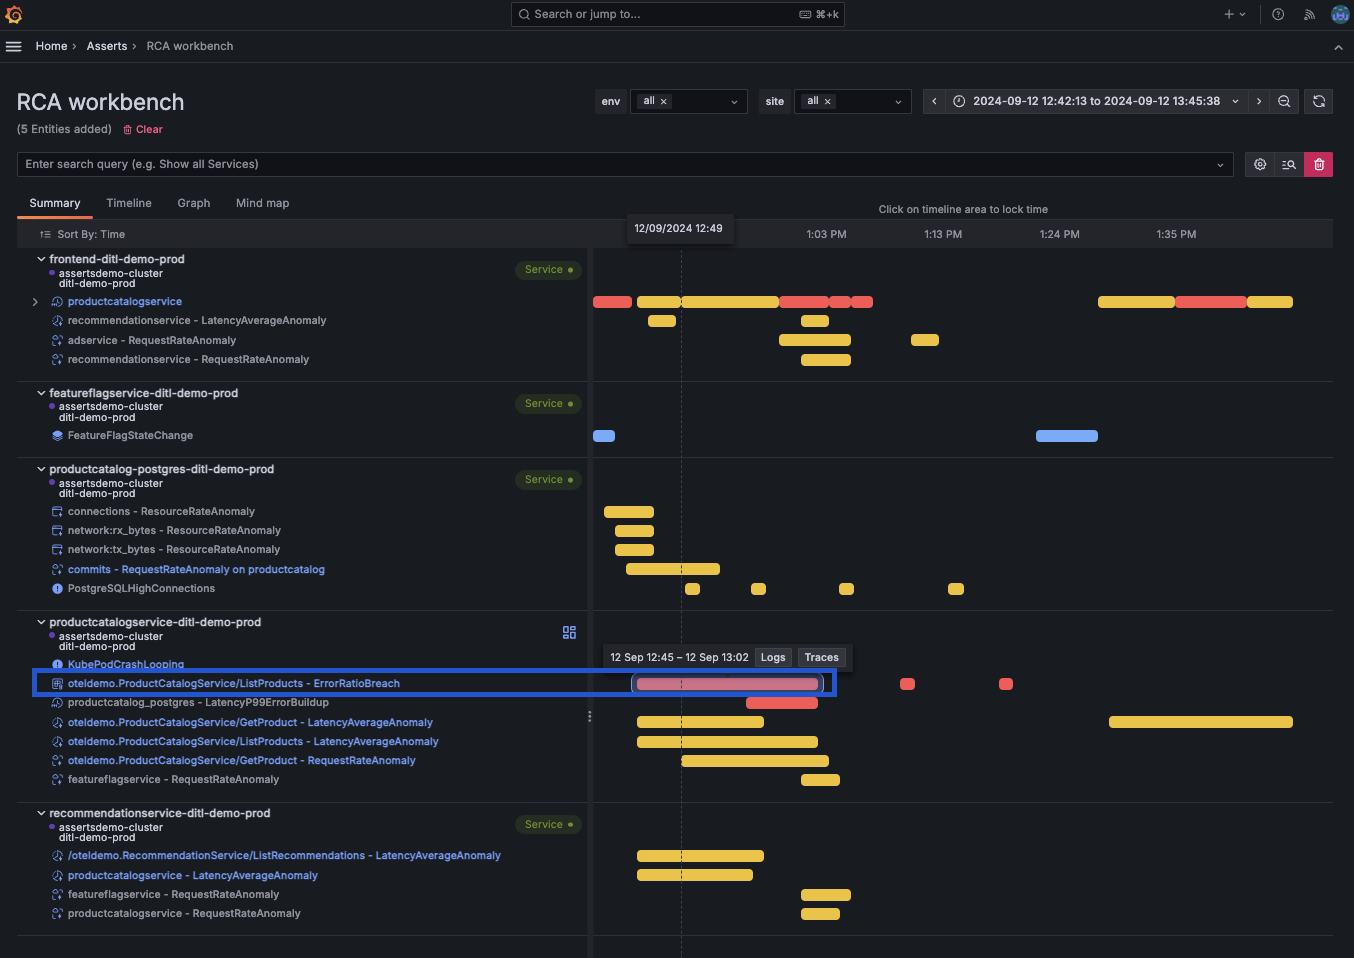 Search or jump to...
⌘+k
Home › Asserts › RCA workbench
RCA workbench
env
all ×
site
all ×
2024-09-12 12:42:13 to 2024-09-12 13:45:38
(5 Entities added)
Clear
Enter search query (e.g. Show all Services)
Summary
Timeline
Graph
Mind map
Click on timeline area to lock time
Sort By: Time
12/09/2024 12:49
1:03 PM
1:13 PM
1:24 PM
1:35 PM
frontend-ditl-demo-prod
assertsdemo-cluster
ditl-demo-prod
Service
productcatalogservice
recommendationservice - LatencyAverageAnomaly
adservice - RequestRateAnomaly
recommendationservice - RequestRateAnomaly
featureflagservice-ditl-demo-prod
assertsdemo-cluster
ditl-demo-prod
Service
FeatureFlagStateChange
productcatalog-postgres-ditl-demo-prod
assertsdemo-cluster
ditl-demo-prod
Service
connections - ResourceRateAnomaly
network:rx_bytes - ResourceRateAnomaly
network:tx_bytes - ResourceRateAnomaly
commits - RequestRateAnomaly on productcatalog
PostgreSQLHighConnections
productcatalogservice-ditl-demo-prod
assertsdemo-cluster
ditl-demo-prod
KubePodCrashLooping
12 Sep 12:45 – 12 Sep 13:02
Logs
Traces
oteldemo.ProductCatalogService/ListProducts - ErrorRatioBreach
productcatalog_postgres - LatencyP99ErrorBuildup
oteldemo.ProductCatalogService/GetProduct - LatencyAverageAnomaly
oteldemo.ProductCatalogService/ListProducts - LatencyAverageAnomaly
oteldemo.ProductCatalogService/GetProduct - RequestRateAnomaly
featureflagservice - RequestRateAnomaly
recommendationservice-ditl-demo-prod
assertsdemo-cluster
ditl-demo-prod
Service
/oteldemo.RecommendationService/ListRecommendations - LatencyAverageAnomaly
productcatalogservice - LatencyAverageAnomaly
featureflagservice - RequestRateAnomaly
productcatalogservice - RequestRateAnomaly